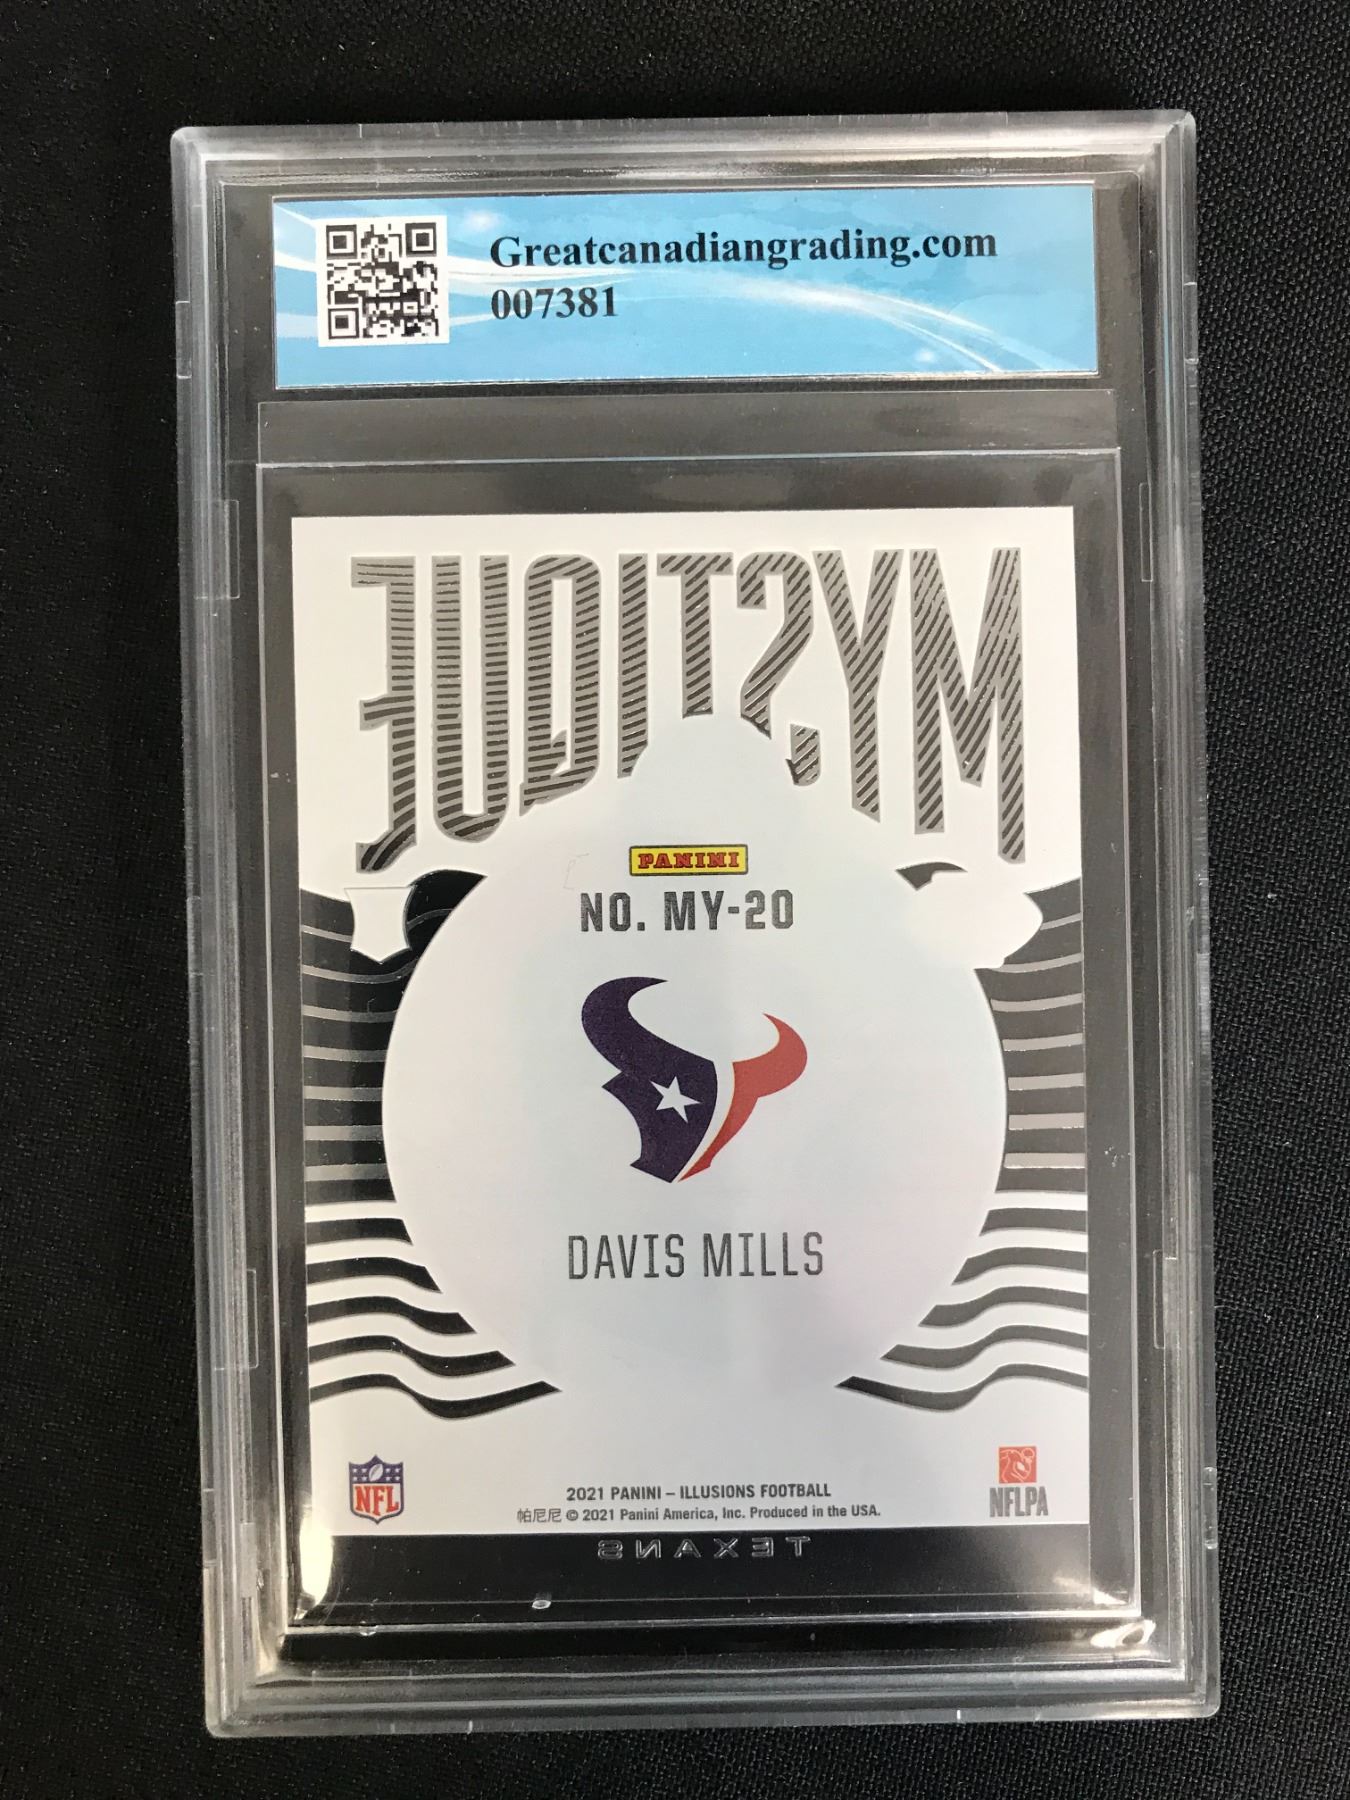 Greatcanadiangrading.com
007381
MYSTIQUE
PANINI
NO. MY-20
DAVIS MILLS
NFL
NFLPA
2021 PANINI – ILLUSIONS FOOTBALL
帕尼尼 © 2021 Panini America, Inc. Produced in the USA.
TEXANS